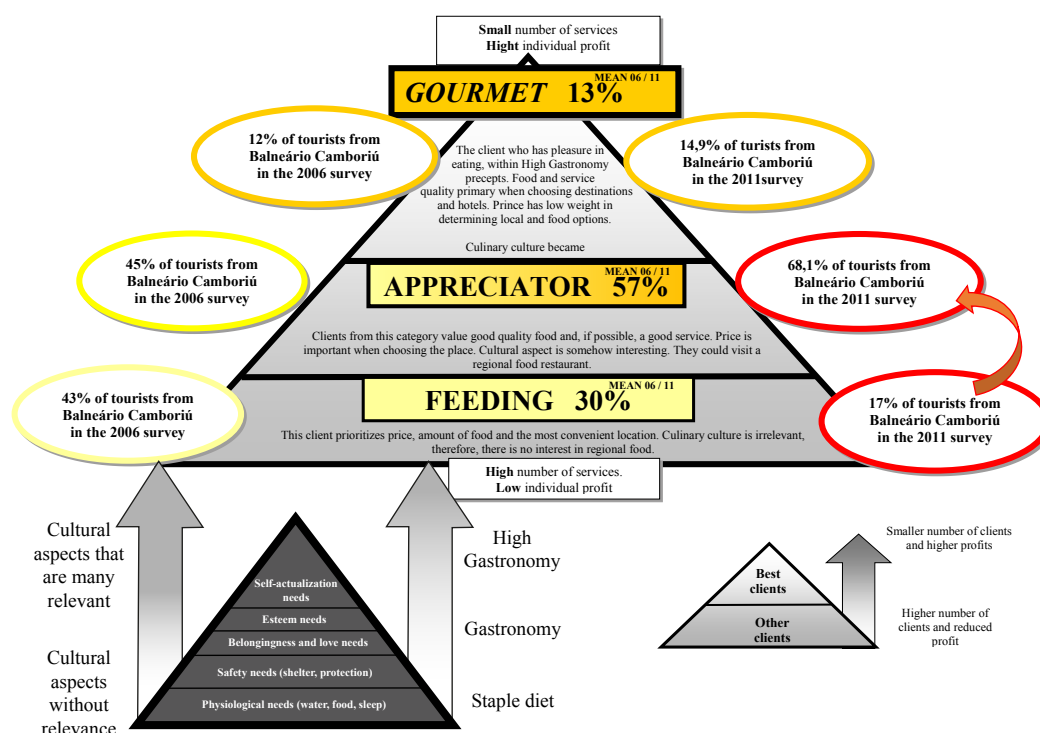 Small number of services
Hight individual profit
MEAN 06 / 11
GOURMET 13%
12% of tourists from
Balneário Camboriú
in the 2006 survey
14,9% of turists from
Balneário Camboriú
in the 2011survey
The client who has pleasure in
eating, within High Gastronomy
precepts. Food and service
quality primary when choosing destinations
and hotels. Prince has low weight in
determining local and food options.
Culinary culture became
45% of tourists from
Balneário Camboriú
in the 2006 survey
MEAN 06 / 11
APPRECIATOR 57%
68,1% of tourists from
Balneário Camboriú
in the 2011 survey
Clients from this category value good quality food and, if possible, a good service. Price is
important when choosing the place. Cultural aspect is somehow interesting. They could visit a
regional food restaurant.
43% of tourists from
Balneário Camboriú
in the 2006 survey
MEAN 06 / 11
FEEDING 30%
17% of tourists from
Balneário Camboriú
in the 2011 survey
This client prioritizes price, amount of food and the most convenient location. Culinary culture is irrelevant,
therefore, there is no interest in regional food.
High number of services.
Low individual profit
Cultural
aspects that
are many
relevant
Cultural
aspects
without
relevance
Self-actualization
needs
Esteem needs
Belongingness and love needs
Safety needs (shelter, protection)
Physiological needs (water, food, sleep)
High
Gastronomy
Gastronomy
Staple diet
Best
clients
Other
clients
Smaller number of clients
and higher profits
Higher number of
clients and reduced
profit